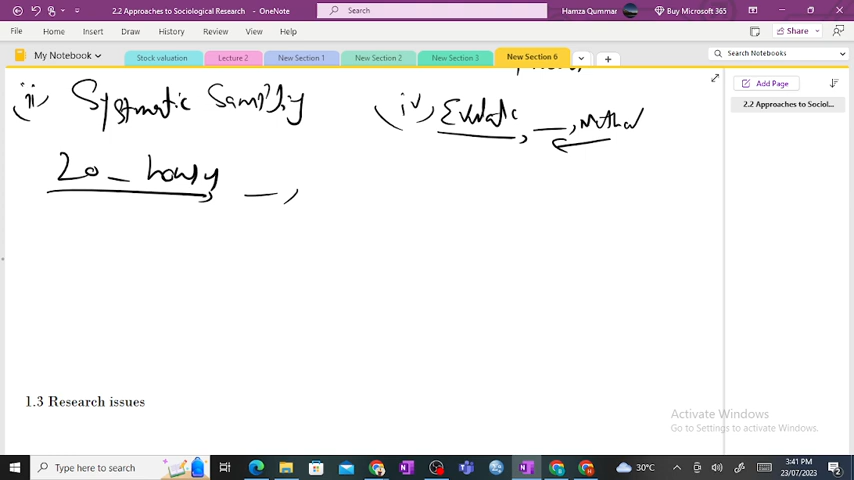 2.2 Approaches to Sociological Research - OneNote
Search
Hamza Qummar
Buy Microsoft 365
File Home Insert Draw History Review View Help
Share
My Notebook
Stock valuation
Lecture 2
New Section 1
New Section 2
New Section 3
New Section 6
Search Notebooks
Add Page
2.2 Approaches to Sociol...
(ii) Systmatic Sampling
(iv)
20 -
1.3 Research issues
Activate Windows
Go to Settings to activate Windows.
Type here to search
30°C
3:41 PM
23/07/2023